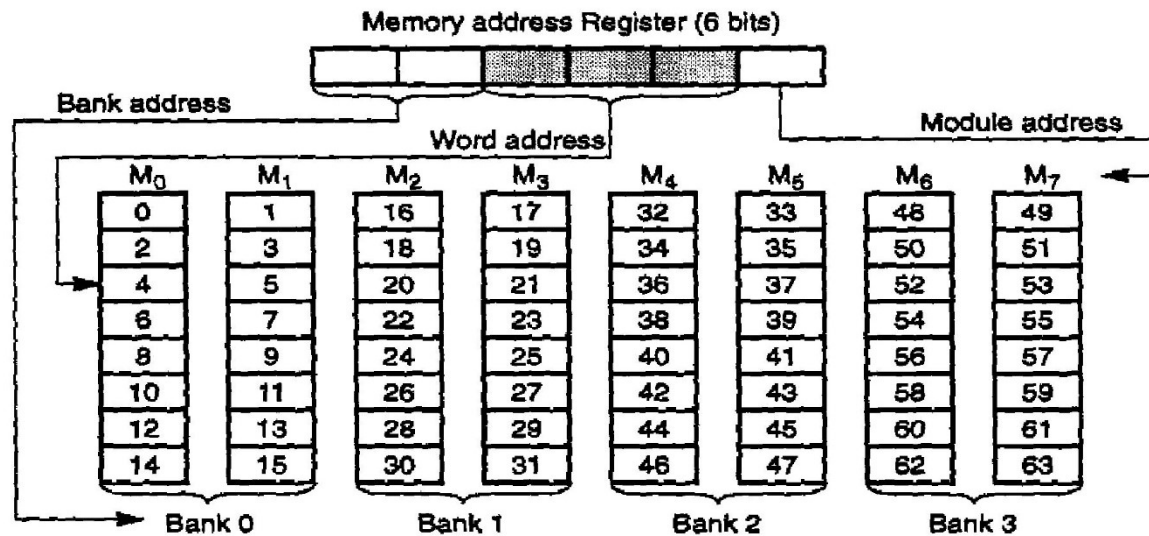 Memory address Register (6 bits)
Bank address
Word address
Module address
M₀ M₁ M₂ M₃ M₄ M₅ M₆ M₇
0 1 16 17 32 33 48 49
2 3 18 19 34 35 50 51
4 5 20 21 36 37 52 53
6 7 22 23 38 39 54 55
8 9 24 25 40 41 56 57
10 11 26 27 42 43 58 59
12 13 28 29 44 45 60 61
14 15 30 31 46 47 62 63
Bank 0 Bank 1 Bank 2 Bank 3